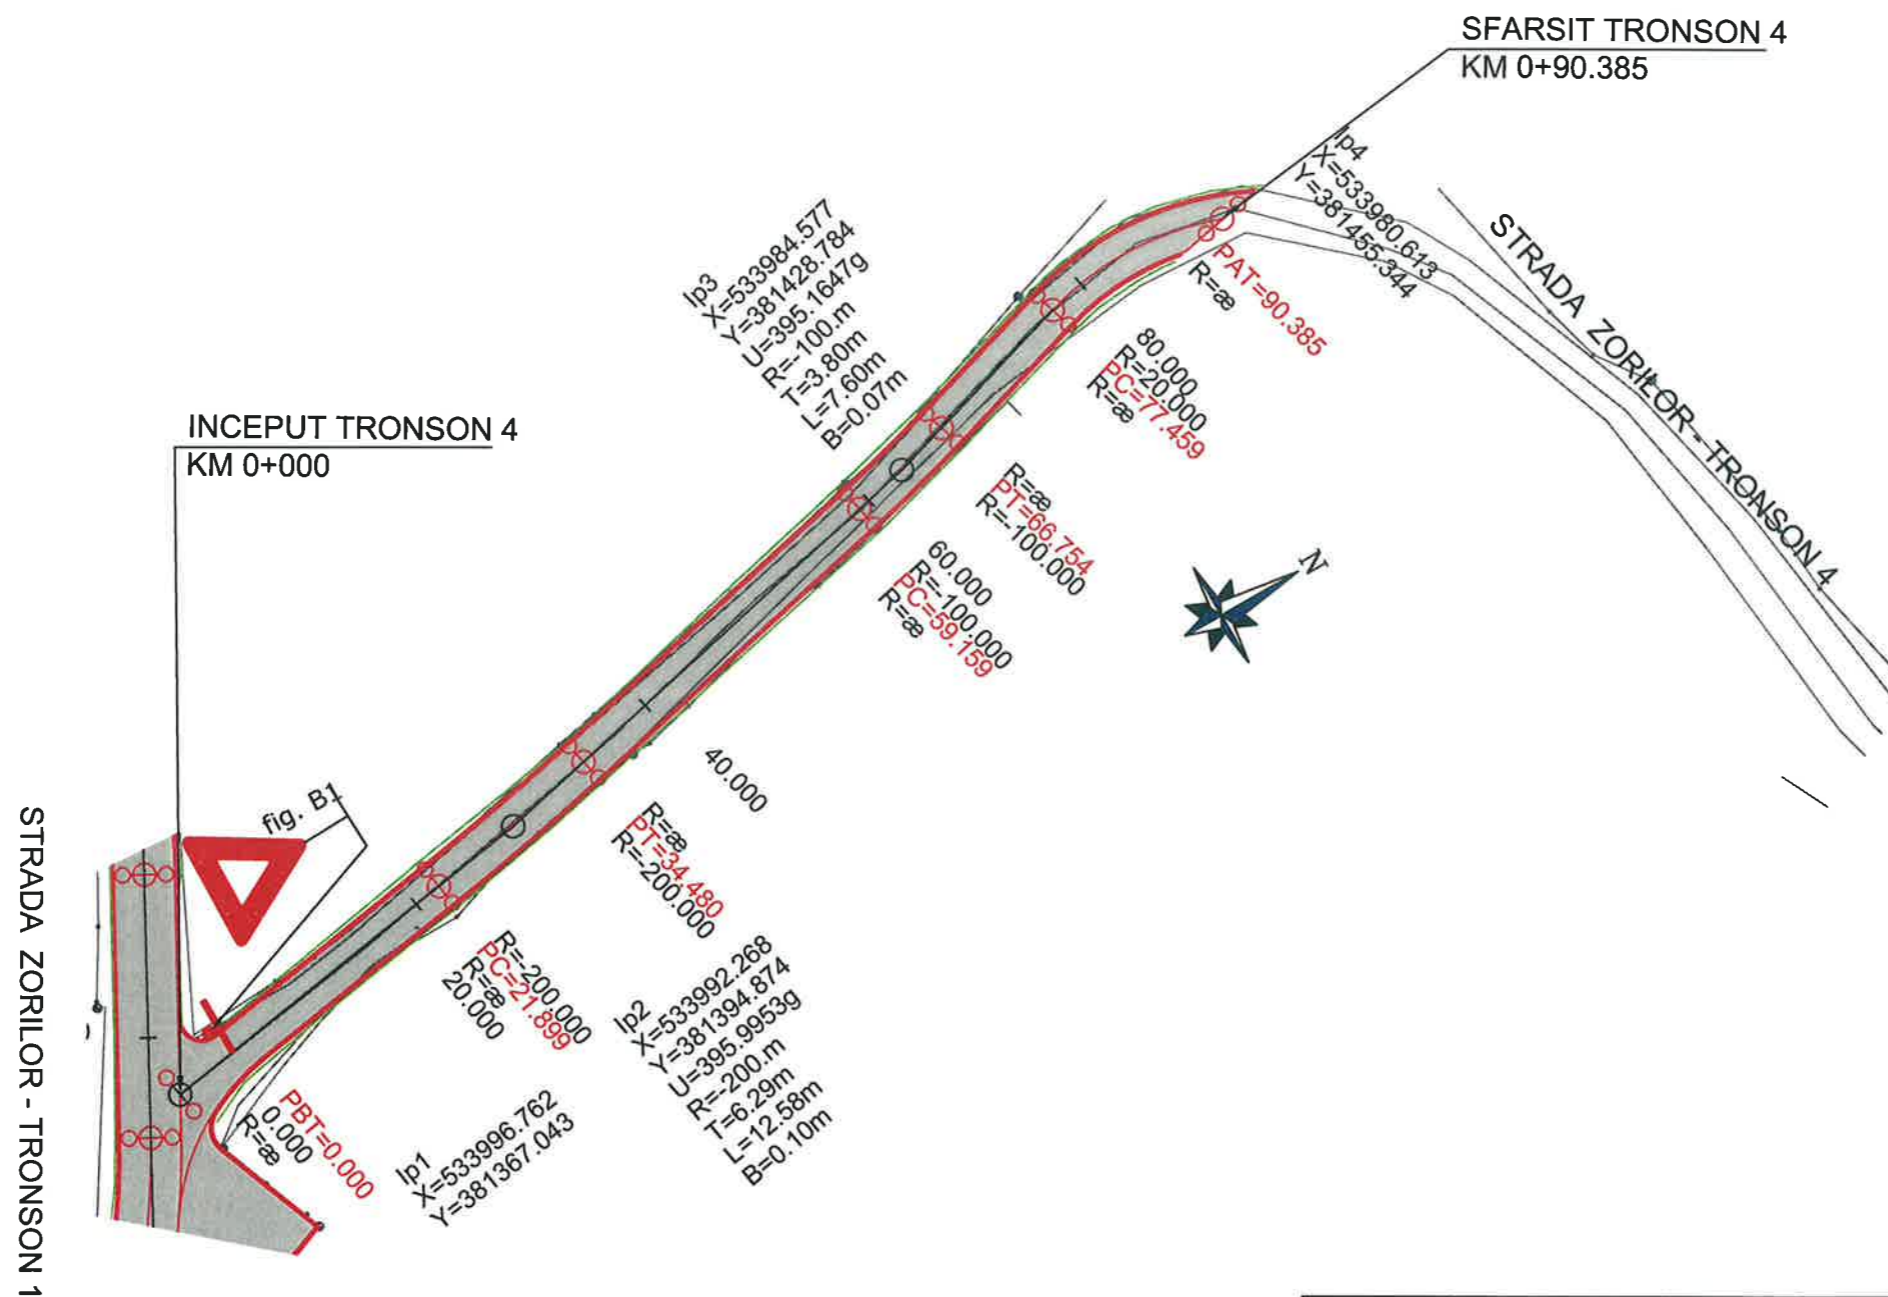 SFARSIT TRONSON 4
KM 0+90.385
Ip4
X=533980.613
Y=381455.344
STRADA ZORILOR - TRONSON 4
PAT=90.385
R=æ
Ip3
X=533984.577
Y=381428.784
U=395.1647g
R=-100.m
T=3.80m
L=7.60m
B=0.07m
80.000
R=20.000
PC=77.459
R=æ
INCEPUT TRONSON 4
KM 0+000
R=æ
PT=66.754
R=-100.000
60.000
R=-100.000
PC=59.159
R=æ
N
40.000
fig. B1
R=æ
PT=34.480
R=-200.000
STRADA ZORILOR - TRONSON 1
R=-200.000
PC=21.899
R=æ
20.000
Ip2
X=533992.268
Y=381394.874
U=395.9953g
R=-200.m
T=6.29m
L=12.58m
B=0.10m
PBT=0.000
0.000
R=æ
Ip1
X=533996.762
Y=381367.043